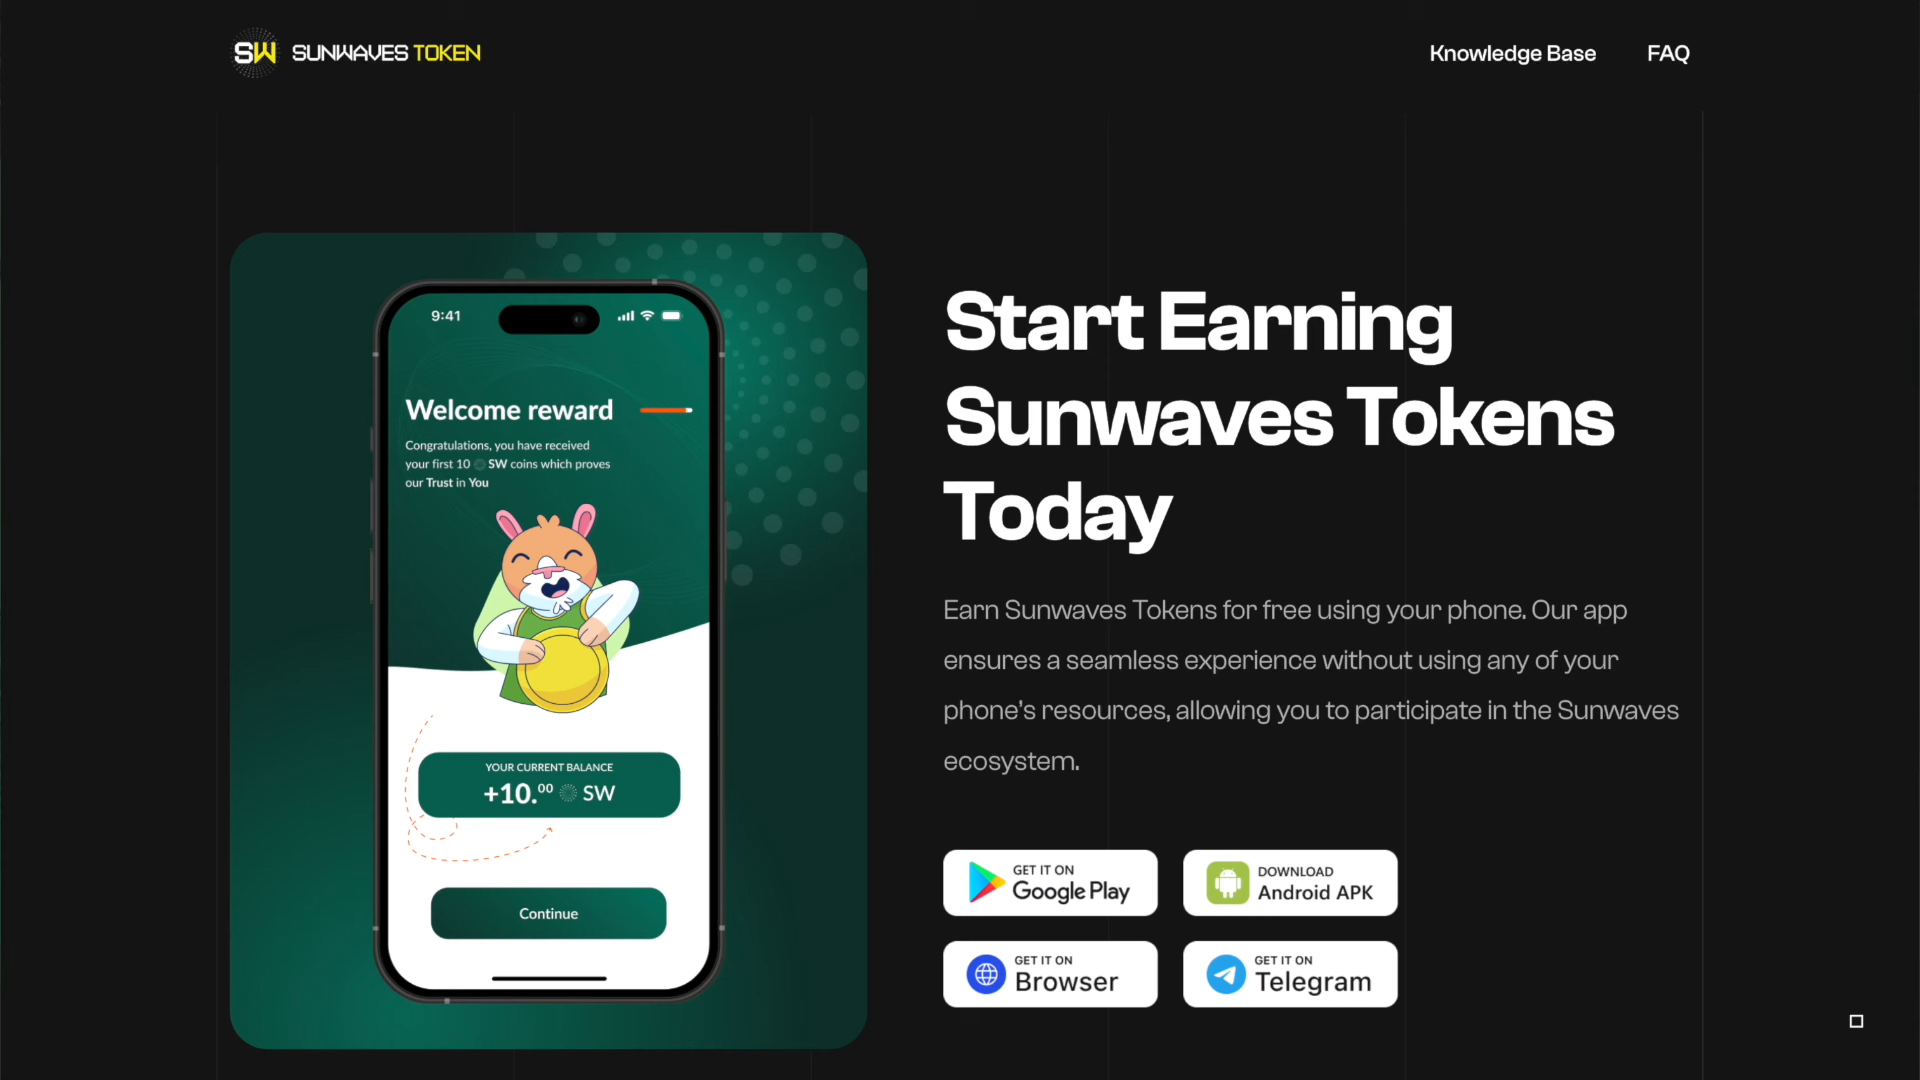 SW SUNWAVES TOKEN
Knowledge Base FAQ
9:41
Welcome reward
Congratulations, you have received
your first 10 SW coins which proves
our Trust in You
YOUR CURRENT BALANCE
+10.00 SW
Continue
Start Earning
Sunwaves Tokens
Today
Earn Sunwaves Tokens for free using your phone. Our app
ensures a seamless experience without using any of your
phone's resources, allowing you to participate in the Sunwaves
ecosystem.
GET IT ON
Google Play
DOWNLOAD
Android APK
GET IT ON
Browser
GET IT ON
Telegram